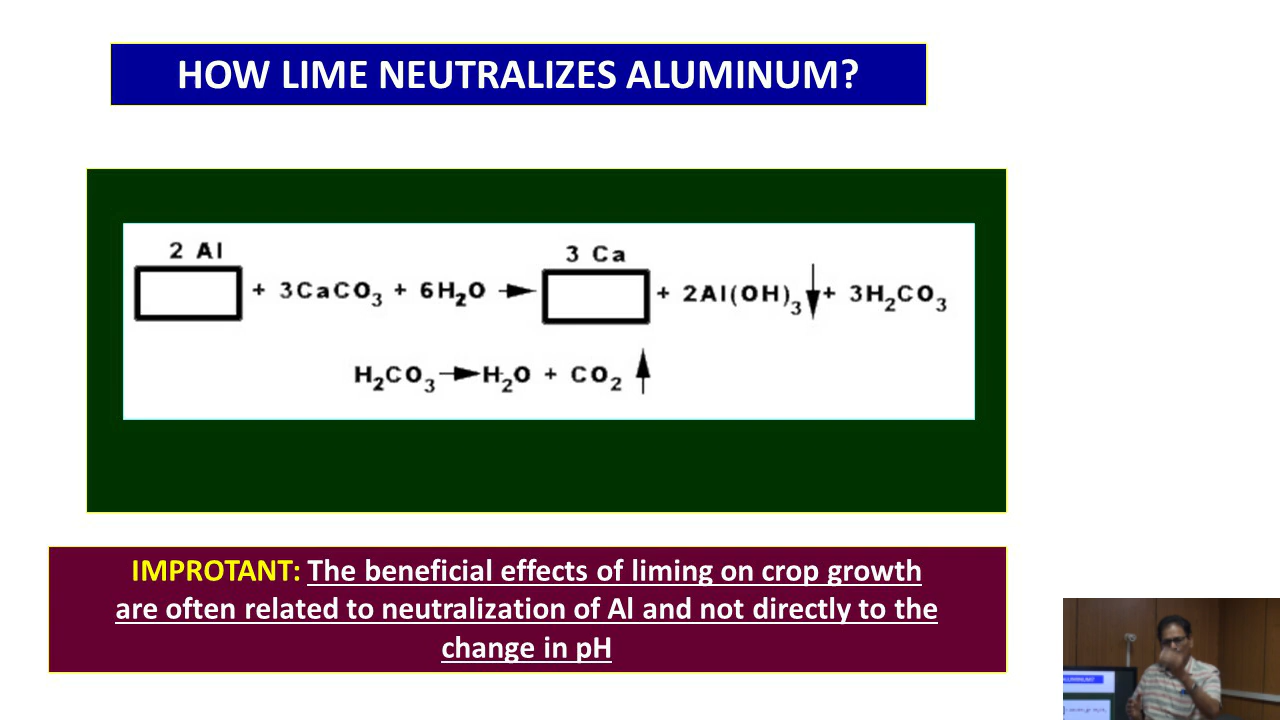 HOW LIME NEUTRALIZES ALUMINUM?
2 Al 3 Ca
+ 3CaCO₃ + 6H₂O → + 2Al(OH)₃ ↓ + 3H₂CO₃
H₂CO₃ → H₂O + CO₂ ↑
IMPROTANT: The beneficial effects of liming on crop growth
are often related to neutralization of Al and not directly to the
change in pH